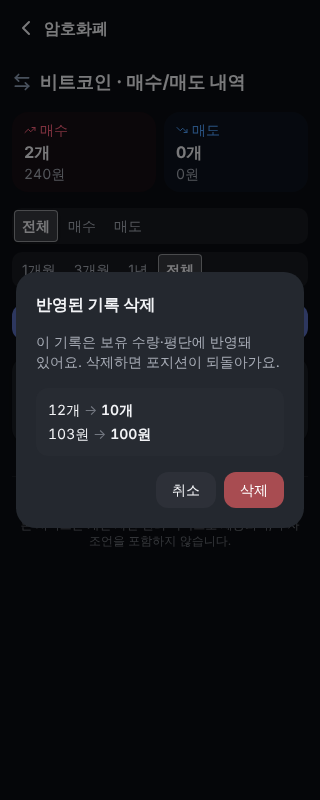 암호화폐
비트코인 · 매수/매도 내역
매수
2개
240원
매도
0개
0원
전체 매수 매도
1개월 3개월 1년 전체
반영된 기록 삭제
이 기록은 보유 수량·평단에 반영돼
있어요. 삭제하면 포지션이 되돌아가요.
12개 → 10개
103원 → 100원
취소 삭제
조언을 포함하지 않습니다.